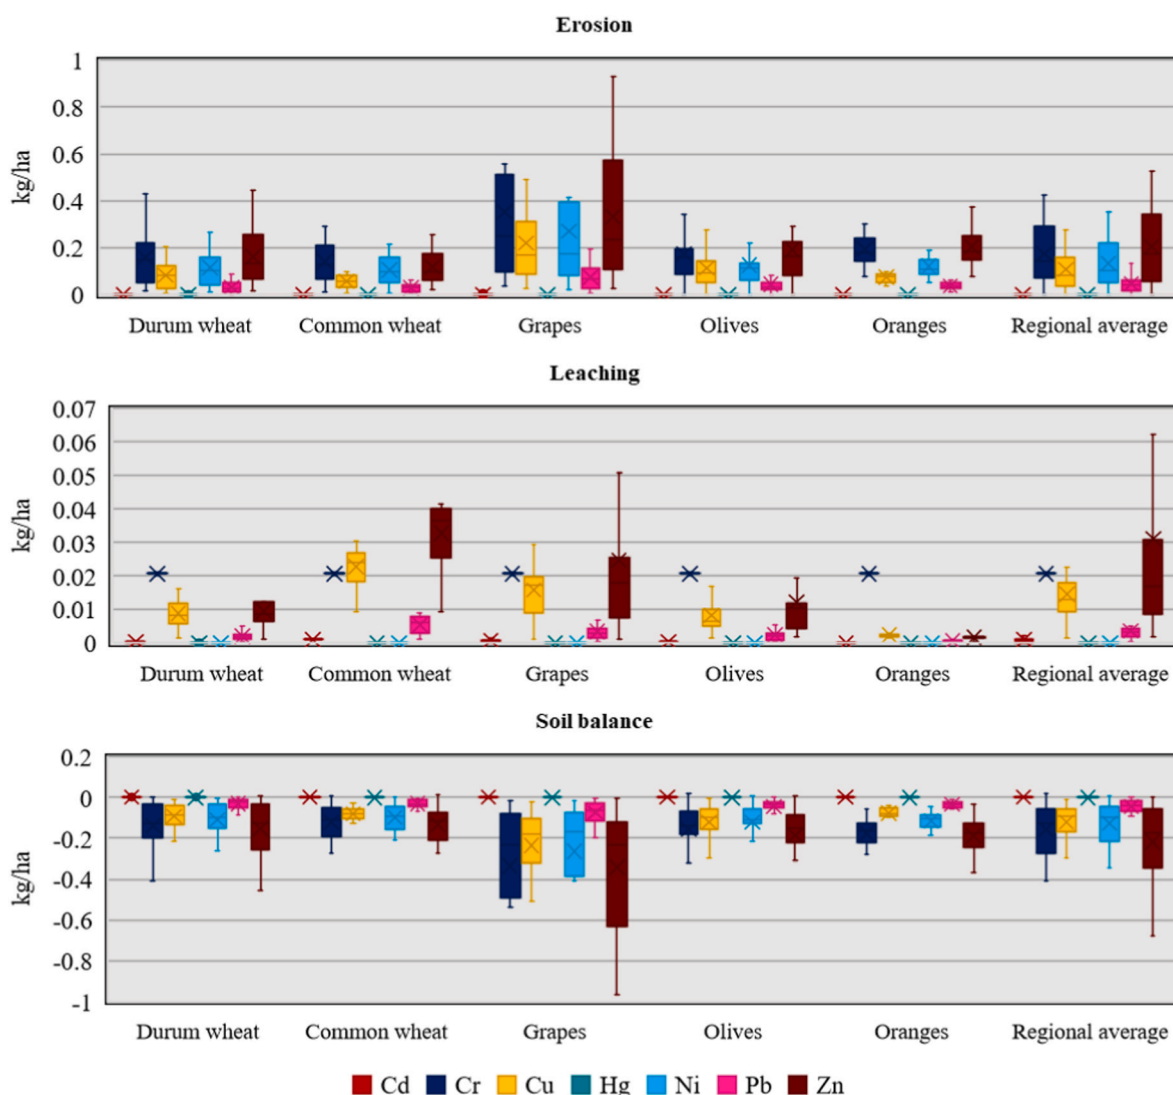 Erosion
1
0.8
0.6
0.4
0.2
0
kg/ha
Durum wheat Common wheat Grapes Olives Oranges Regional average
Leaching
0.07
0.06
0.05
0.04
0.03
0.02
0.01
0
kg/ha
Durum wheat Common wheat Grapes Olives Oranges Regional average
Soil balance
0.2
0
-0.2
-0.4
-0.6
-0.8
-1
kg/ha
Durum wheat Common wheat Grapes Olives Oranges Regional average
Cd Cr Cu Hg Ni Pb Zn